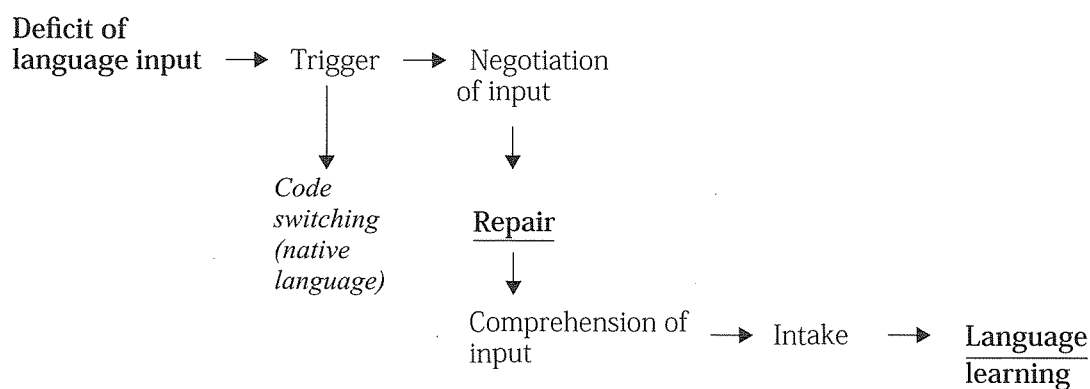 Deficit of
language input → Trigger → Negotiation
of input
Code
switching
(native
language)
Repair
Comprehension of
input → Intake → Language
learning